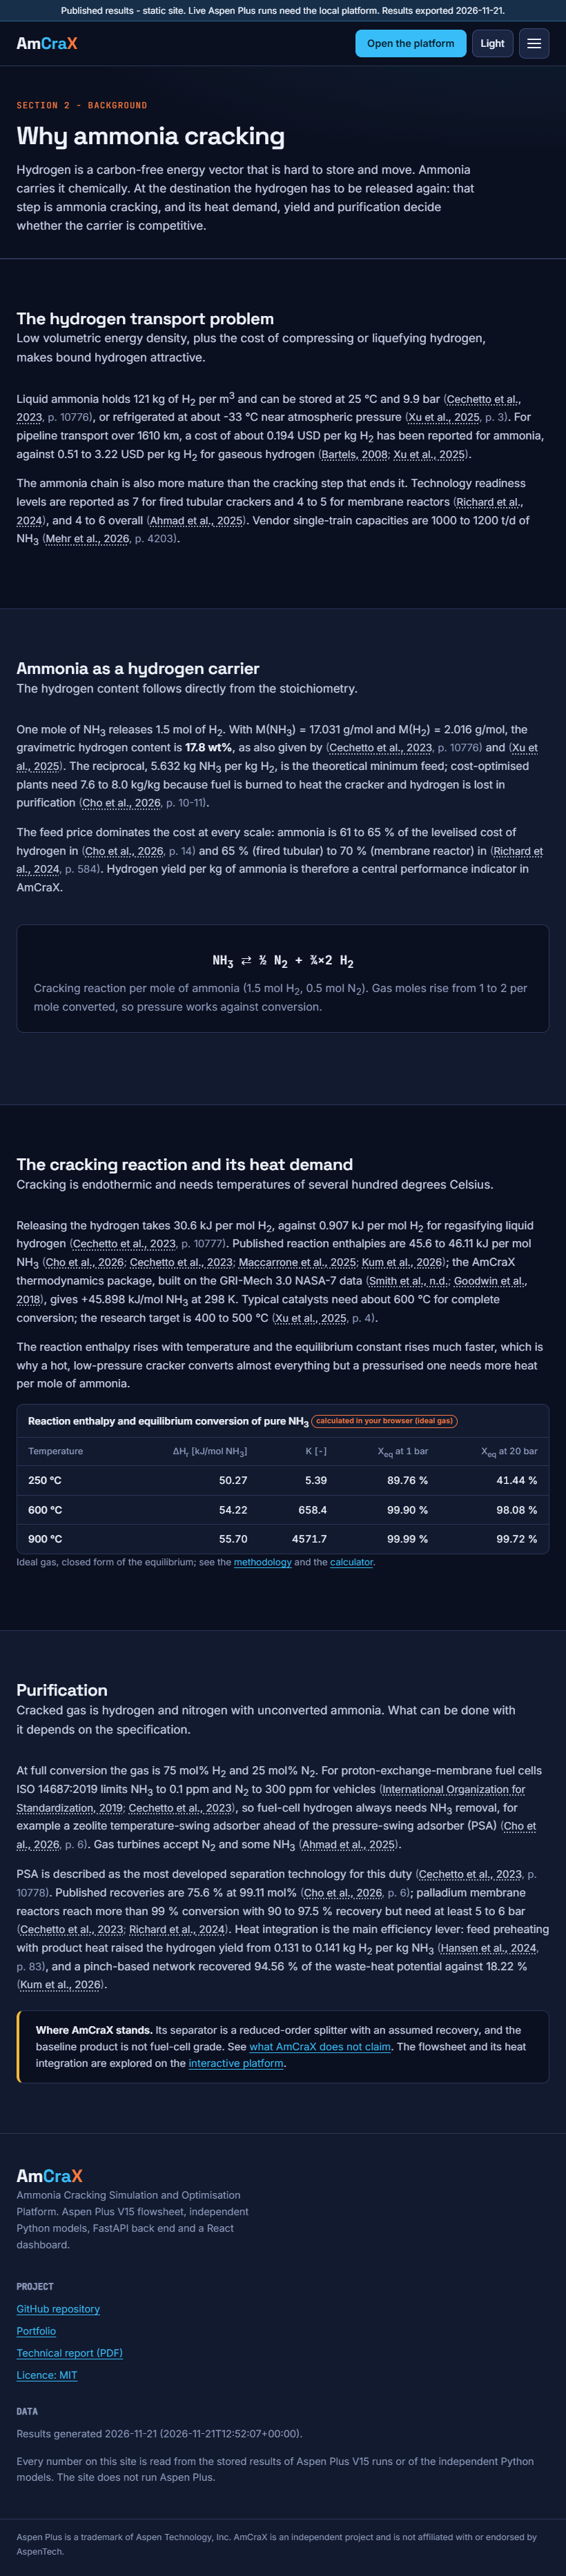 Published results - static site. Live Aspen Plus runs need the local platform. Results exported 2026-11-21.
AmCraX
Open the platform
Light
SECTION 2 - BACKGROUND
Why ammonia cracking
Hydrogen is a carbon-free energy vector that is hard to store and move. Ammonia
carries it chemically. At the destination the hydrogen has to be released again: that
step is ammonia cracking, and its heat demand, yield and purification decide
whether the carrier is competitive.
The hydrogen transport problem
Low volumetric energy density, plus the cost of compressing or liquefying hydrogen,
makes bound hydrogen attractive.
Liquid ammonia holds 121 kg of H2 per m3 and can be stored at 25 °C and 9.9 bar (Cechetto et al.,
2023, p. 10776), or refrigerated at about -33 °C near atmospheric pressure (Xu et al., 2025, p. 3). For
pipeline transport over 1610 km, a cost of about 0.194 USD per kg H2 has been reported for ammonia,
against 0.51 to 3.22 USD per kg H2 for gaseous hydrogen (Bartels, 2008; Xu et al., 2025).
The ammonia chain is also more mature than the cracking step that ends it. Technology readiness
levels are reported as 7 for fired tubular crackers and 4 to 5 for membrane reactors (Richard et al.,
2024), and 4 to 6 overall (Ahmad et al., 2025). Vendor single-train capacities are 1000 to 1200 t/d of
NH3 (Mehr et al., 2026, p. 4203).
Ammonia as a hydrogen carrier
The hydrogen content follows directly from the stoichiometry.
One mole of NH3 releases 1.5 mol of H2. With M(NH3) = 17.031 g/mol and M(H2) = 2.016 g/mol, the
gravimetric hydrogen content is 17.8 wt%, as also given by (Cechetto et al., 2023, p. 10776) and (Xu et
al., 2025). The reciprocal, 5.632 kg NH3 per kg H2, is the theoretical minimum feed; cost-optimised
plants need 7.6 to 8.0 kg/kg because fuel is burned to heat the cracker and hydrogen is lost in
purification (Cho et al., 2026, p. 10-11).
The feed price dominates the cost at every scale: ammonia is 61 to 65 % of the levelised cost of
hydrogen in (Cho et al., 2026, p. 14) and 65 % (fired tubular) to 70 % (membrane reactor) in (Richard et
al., 2024, p. 584). Hydrogen yield per kg of ammonia is therefore a central performance indicator in
AmCraX.
NH3 ⇄ ½ N2 + ¾×2 H2
Cracking reaction per mole of ammonia (1.5 mol H2, 0.5 mol N2). Gas moles rise from 1 to 2 per
mole converted, so pressure works against conversion.
The cracking reaction and its heat demand
Cracking is endothermic and needs temperatures of several hundred degrees Celsius.
Releasing the hydrogen takes 30.6 kJ per mol H2, against 0.907 kJ per mol H2 for regasifying liquid
hydrogen (Cechetto et al., 2023, p. 10777). Published reaction enthalpies are 45.6 to 46.11 kJ per mol
NH3 (Cho et al., 2026; Cechetto et al., 2023; Maccarrone et al., 2025; Kum et al., 2026); the AmCraX
thermodynamics package, built on the GRI-Mech 3.0 NASA-7 data (Smith et al., n.d.; Goodwin et al.,
2018), gives +45.898 kJ/mol NH3 at 298 K. Typical catalysts need about 600 °C for complete
conversion; the research target is 400 to 500 °C (Xu et al., 2025, p. 4).
The reaction enthalpy rises with temperature and the equilibrium constant rises much faster, which is
why a hot, low-pressure cracker converts almost everything but a pressurised one needs more heat
per mole of ammonia.
Reaction enthalpy and equilibrium conversion of pure NH3 calculated in your browser (ideal gas)
Temperature ΔHr [kJ/mol NH3] K [-] Xeq at 1 bar Xeq at 20 bar
250 °C 50.27 5.39 89.76 % 41.44 %
600 °C 54.22 658.4 99.90 % 98.08 %
900 °C 55.70 4571.7 99.99 % 99.72 %
Ideal gas, closed form of the equilibrium; see the methodology and the calculator.
Purification
Cracked gas is hydrogen and nitrogen with unconverted ammonia. What can be done with
it depends on the specification.
At full conversion the gas is 75 mol% H2 and 25 mol% N2. For proton-exchange-membrane fuel cells
ISO 14687:2019 limits NH3 to 0.1 ppm and N2 to 300 ppm for vehicles (International Organization for
Standardization, 2019; Cechetto et al., 2023), so fuel-cell hydrogen always needs NH3 removal, for
example a zeolite temperature-swing adsorber ahead of the pressure-swing adsorber (PSA) (Cho et
al., 2026, p. 6). Gas turbines accept N2 and some NH3 (Ahmad et al., 2025).
PSA is described as the most developed separation technology for this duty (Cechetto et al., 2023, p.
10778). Published recoveries are 75.6 % at 99.11 mol% (Cho et al., 2026, p. 6); palladium membrane
reactors reach more than 99 % conversion with 90 to 97.5 % recovery but need at least 5 to 6 bar
(Cechetto et al., 2023; Richard et al., 2024). Heat integration is the main efficiency lever: feed preheating
with product heat raised the hydrogen yield from 0.131 to 0.141 kg H2 per kg NH3 (Hansen et al., 2024,
p. 83), and a pinch-based network recovered 94.56 % of the waste-heat potential against 18.22 %
(Kum et al., 2026).
Where AmCraX stands. Its separator is a reduced-order splitter with an assumed recovery, and the
baseline product is not fuel-cell grade. See what AmCraX does not claim. The flowsheet and its heat
integration are explored on the interactive platform.
AmCraX
Ammonia Cracking Simulation and Optimisation
Platform. Aspen Plus V15 flowsheet, independent
Python models, FastAPI back end and a React
dashboard.
PROJECT
GitHub repository
Portfolio
Technical report (PDF)
Licence: MIT
DATA
Results generated 2026-11-21 (2026-11-21T12:52:07+00:00).
Every number on this site is read from the stored results of Aspen Plus V15 runs or of the independent Python
models. The site does not run Aspen Plus.
Aspen Plus is a trademark of Aspen Technology, Inc. AmCraX is an independent project and is not affiliated with or endorsed by
AspenTech.